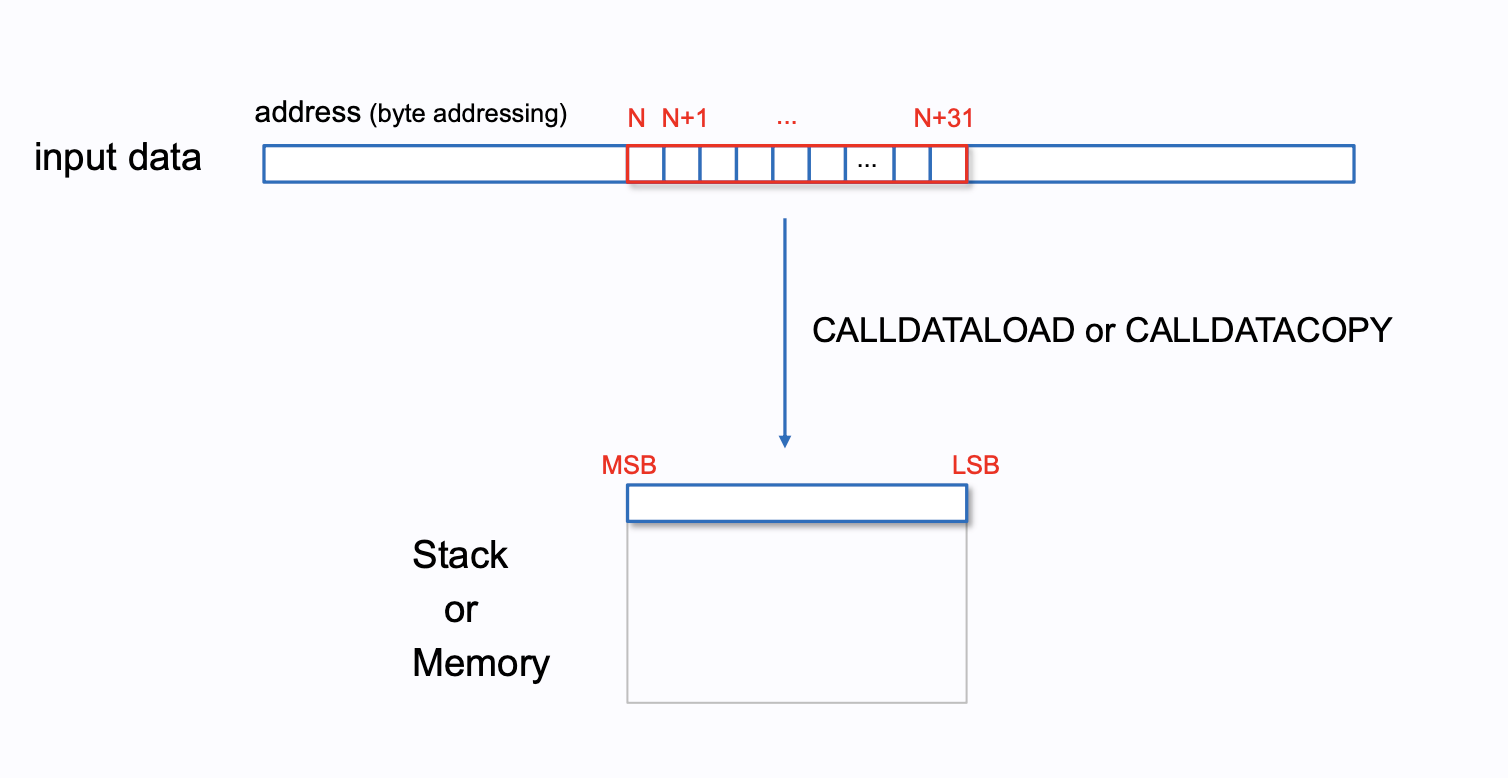 address (byte addressing)
N N+1 ... N+31
input data
...
CALLDATALOAD or CALLDATACOPY
MSB LSB
Stack
or
Memory